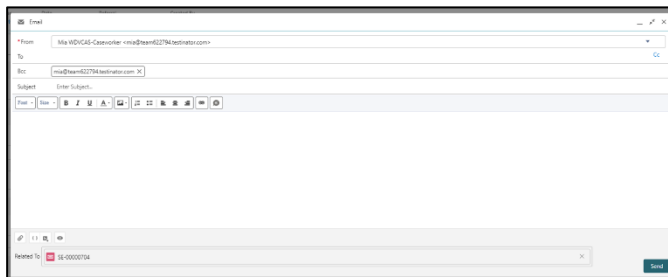 Email
*From Mia WDVCAS-Caseworker <mia@team622794.testinator.com>
To Cc
Bcc mia@team622794.testinator.com
Subject Enter Subject...
Font Size B I U A
Related To SE-00000704
Send